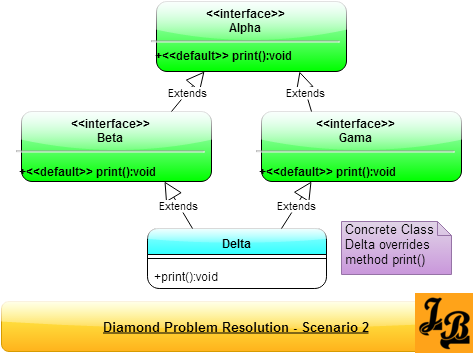 <<interface>>
Alpha
+<<default>> print():void
Extends
Extends
<<interface>>
Beta
+<<default>> print():void
<<interface>>
Gama
+<<default>> print():void
Extends
Extends
Delta
+print():void
Concrete Class
Delta overrides
method print()
Diamond Problem Resolution - Scenario 2
JB